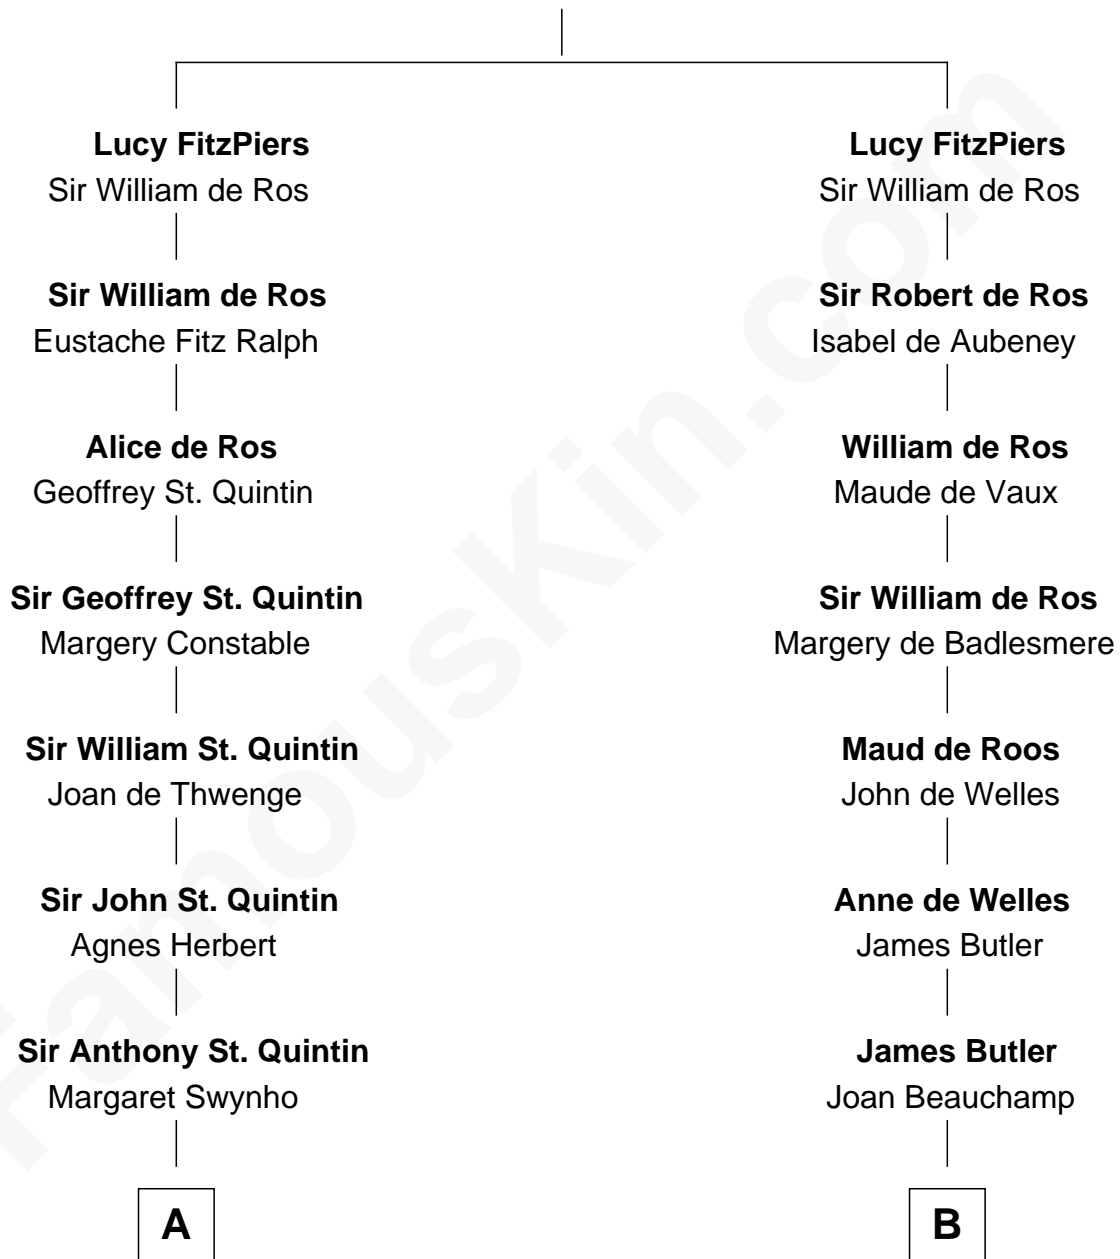 Lucy FitzPiers
Sir William de Ros
Sir William de Ros
Eustache Fitz Ralph
Alice de Ros
Geoffrey St. Quintin
Sir Geoffrey St. Quintin
Margery Constable
Sir William St. Quintin
Joan de Thwenge
Sir John St. Quintin
Agnes Herbert
Sir Anthony St. Quintin
Margaret Swynho
A
Lucy FitzPiers
Sir William de Ros
Sir Robert de Ros
Isabel de Aubeney
William de Ros
Maude de Vaux
Sir William de Ros
Margery de Badlesmere
Maud de Roos
John de Welles
Anne de Welles
James Butler
James Butler
Joan Beauchamp
B
FamousKin.com